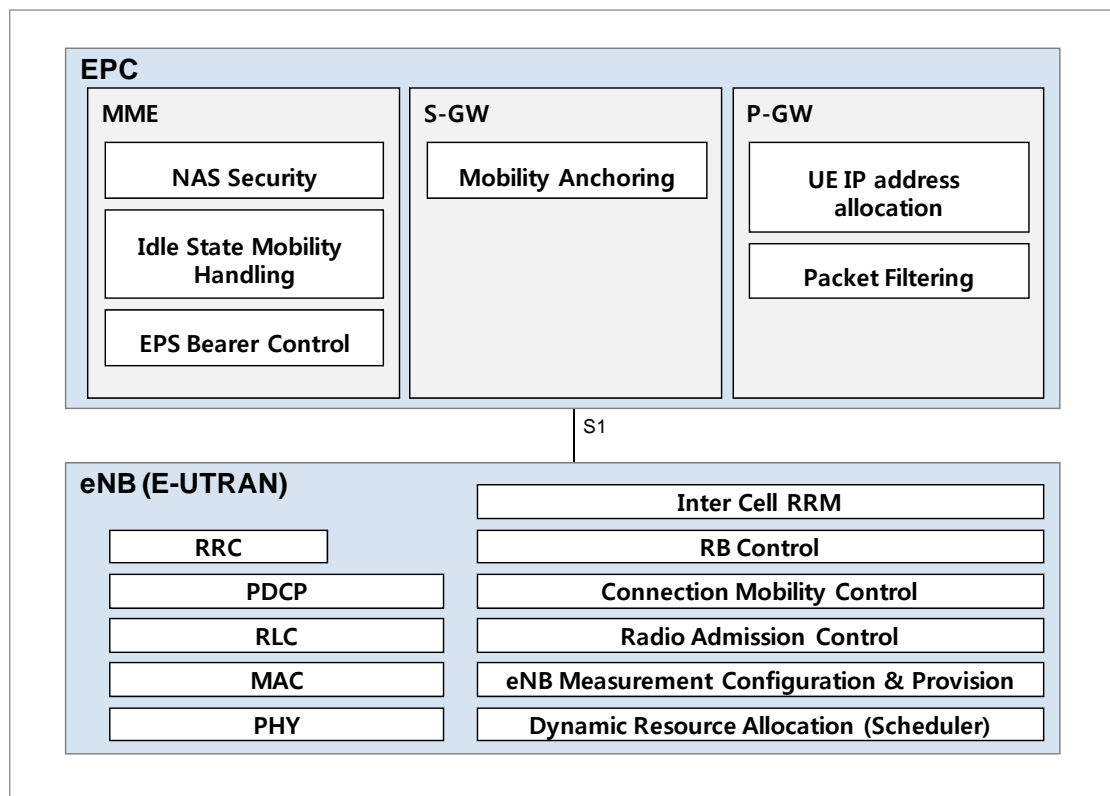 EPC
MME
NAS Security
Idle State Mobility
Handling
EPS Bearer Control
S-GW
Mobility Anchoring
P-GW
UE IP address
allocation
Packet Filtering
S1
eNB (E-UTRAN)
RRC
PDCP
RLC
MAC
PHY
Inter Cell RRM
RB Control
Connection Mobility Control
Radio Admission Control
eNB Measurement Configuration & Provision
Dynamic Resource Allocation (Scheduler)